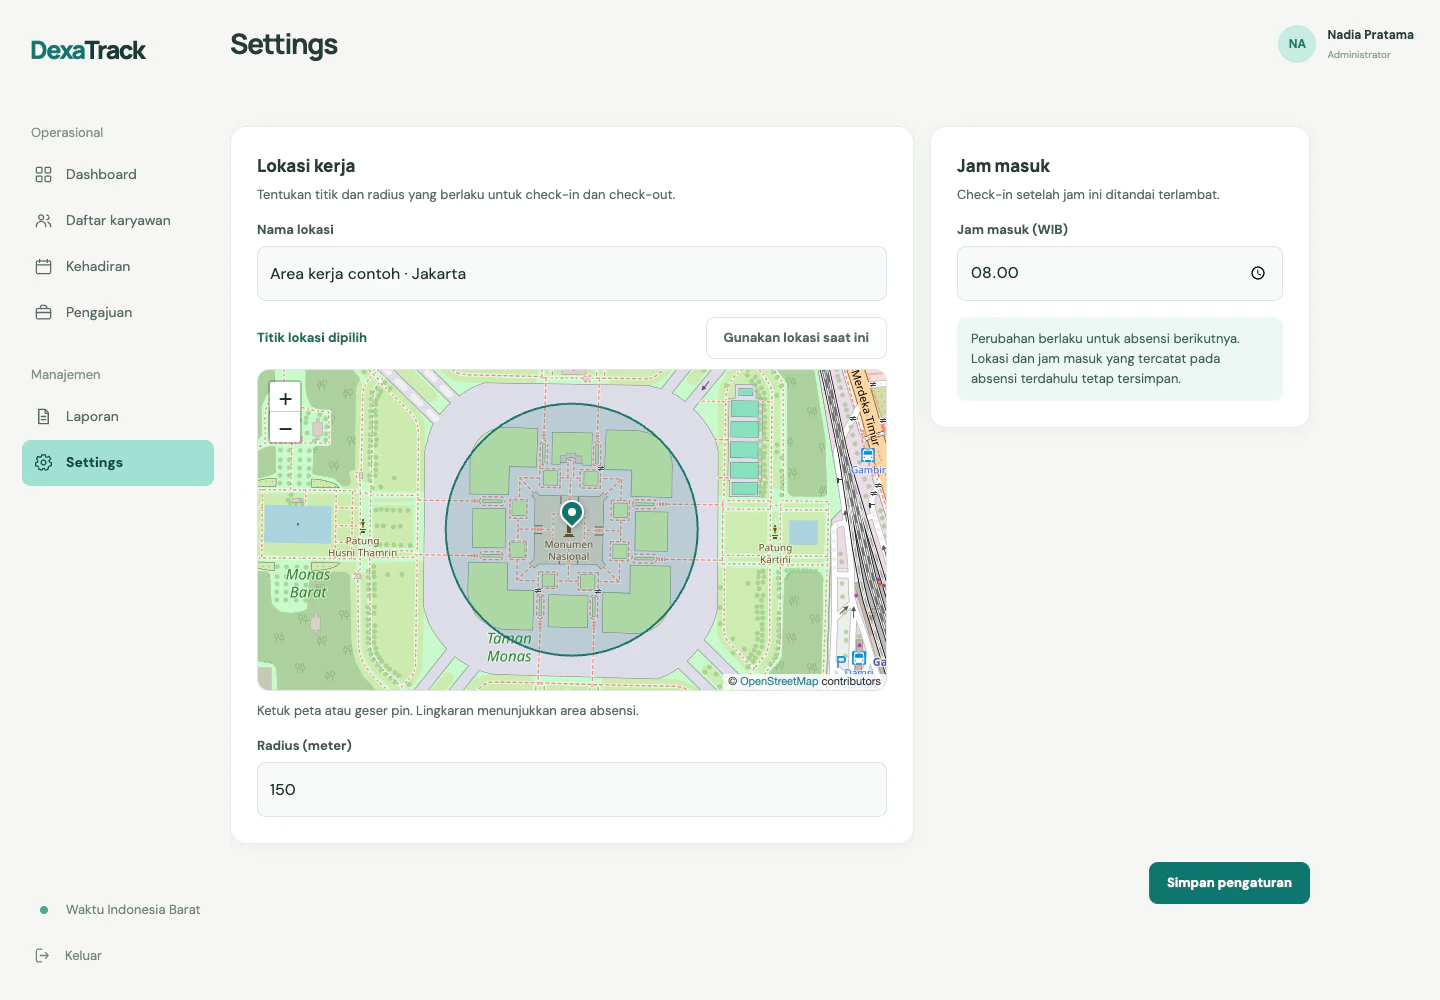 DexaTrack
Settings
NA
Nadia Pratama
Administrator
Operasional
Dashboard
Daftar karyawan
Kehadiran
Pengajuan
Manajemen
Laporan
Settings
Waktu Indonesia Barat
Keluar
Lokasi kerja
Tentukan titik dan radius yang berlaku untuk check-in dan check-out.
Nama lokasi
Area kerja contoh · Jakarta
Titik lokasi dipilih
Gunakan lokasi saat ini
+
−
Merdeka Timur
Gambir
Patung
Husni Thamrin
Monumen
Nasional
Patung
Kartini
Monas
Barat
Taman
Monas
P
Ga
Damri
© OpenStreetMap contributors
Ketuk peta atau geser pin. Lingkaran menunjukkan area absensi.
Radius (meter)
150
Jam masuk
Check-in setelah jam ini ditandai terlambat.
Jam masuk (WIB)
08.00
Perubahan berlaku untuk absensi berikutnya.
Lokasi dan jam masuk yang tercatat pada
absensi terdahulu tetap tersimpan.
Simpan pengaturan